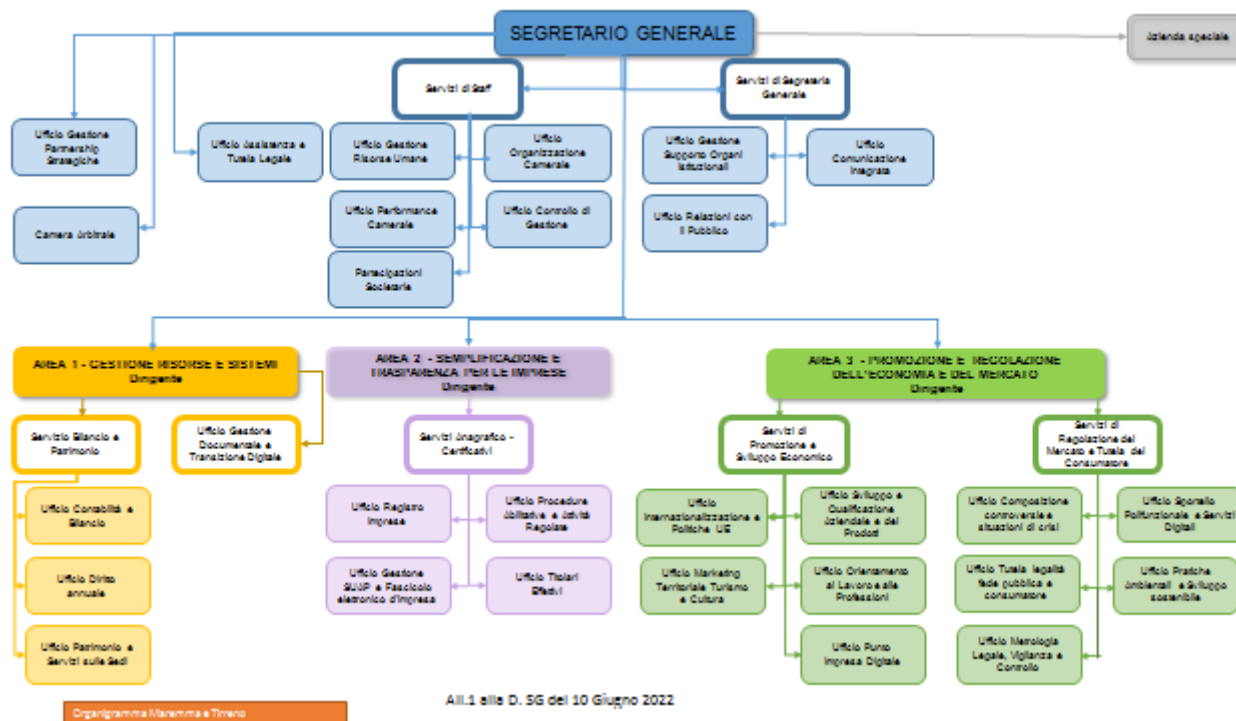 SEGRETARIO GENERALE
Azienda speciale
Servizi di Staff
Servizi di Segreteria
Generale
Ufficio Gestione
Partnership
Strategiche
Ufficio Assistenza e
Tutela Legale
Ufficio Gestione
Risorse Umane
Ufficio
Organizzazione
Camerale
Ufficio Gestione
Supporto Organi
Istituzionali
Ufficio
Comunicazione
Integrata
Camera Arbitrale
Ufficio Performance
Camerale
Ufficio Controllo di
Gestione
Ufficio Relazioni con
il Pubblico
Partecipazioni
Societarie
AREA 1 - GESTIONE RISORSE E SISTEMI
Dirigente
AREA 2 - SEMPLIFICAZIONE E
TRASPARENZA PER LE IMPRESE
Dirigente
AREA 3 - PROMOZIONE E REGOLAZIONE
DELL'ECONOMIA E DEL MERCATO
Dirigente
Servizio Bilancio e
Patrimonio
Ufficio Gestione
Documentale e
Transizione Digitale
Servizi Anagrafico -
Certificativi
Servizi di
Promozione e
Sviluppo Economico
Servizi di
Regolazione del
Mercato e Tutela del
Consumatore
Ufficio Contabilità e
Bilancio
Ufficio Registro
Imprese
Ufficio Procedure
Abilitative e Attività
Regolate
Ufficio
Internazionalizzazione e
Politiche UE
Ufficio Sviluppo e
Qualificazione
Aziendale e dei
Prodotti
Ufficio Composizione
controversie e
situazioni di crisi
Ufficio Sportello
Polifunzionale e Servizi
Digitali
Ufficio Diritto
annuale
Ufficio Gestione
SUAP e Fascicolo
elettronico d'impresa
Ufficio Titolari
Effettivi
Ufficio Marketing
Territoriale Turismo
e Cultura
Ufficio Orientamento
al Lavoro e alle
Professioni
Ufficio Tutela legalità
fede pubblica e
consumatore
Ufficio Pratiche
Ambientali e Sviluppo
sostenibile
Ufficio Patrimonio e
Servizi sulle Sedi
Ufficio Punto
Impresa Digitale
Ufficio Metrologia
Legale, Vigilanza e
Controllo
All.1 alla D. SG del 10 Giugno 2022
Organigramma Maremma e Tirreno